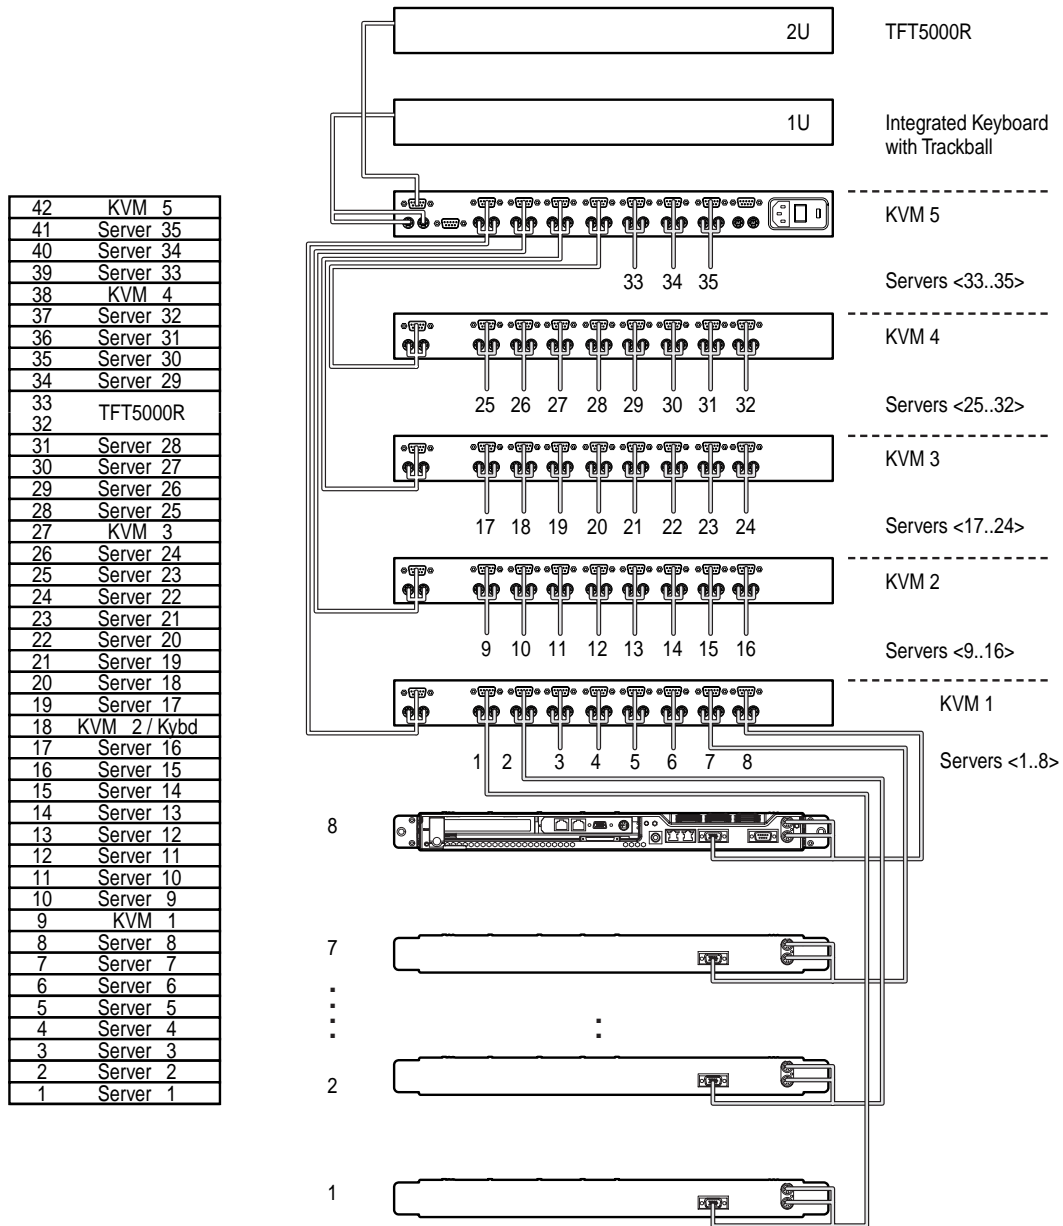 2U TFT5000R
1U Integrated Keyboard
with Trackball
42 KVM 5
41 Server 35
40 Server 34
39 Server 33
38 KVM 4
37 Server 32
36 Server 31
35 Server 30
34 Server 29
33
32 TFT5000R
31 Server 28
30 Server 27
29 Server 26
28 Server 25
27 KVM 3
26 Server 24
25 Server 23
24 Server 22
23 Server 21
22 Server 20
21 Server 19
20 Server 18
19 Server 17
18 KVM 2 / Kybd
17 Server 16
16 Server 15
15 Server 14
14 Server 13
13 Server 12
12 Server 11
11 Server 10
10 Server 9
9 KVM 1
8 Server 8
7 Server 7
6 Server 6
5 Server 5
4 Server 4
3 Server 3
2 Server 2
1 Server 1
KVM 5
33 34 35 Servers <33..35>
KVM 4
25 26 27 28 29 30 31 32 Servers <25..32>
KVM 3
17 18 19 20 21 22 23 24 Servers <17..24>
KVM 2
9 10 11 12 13 14 15 16 Servers <9..16>
KVM 1
1 2 3 4 5 6 7 8 Servers <1..8>
8
7
2
1